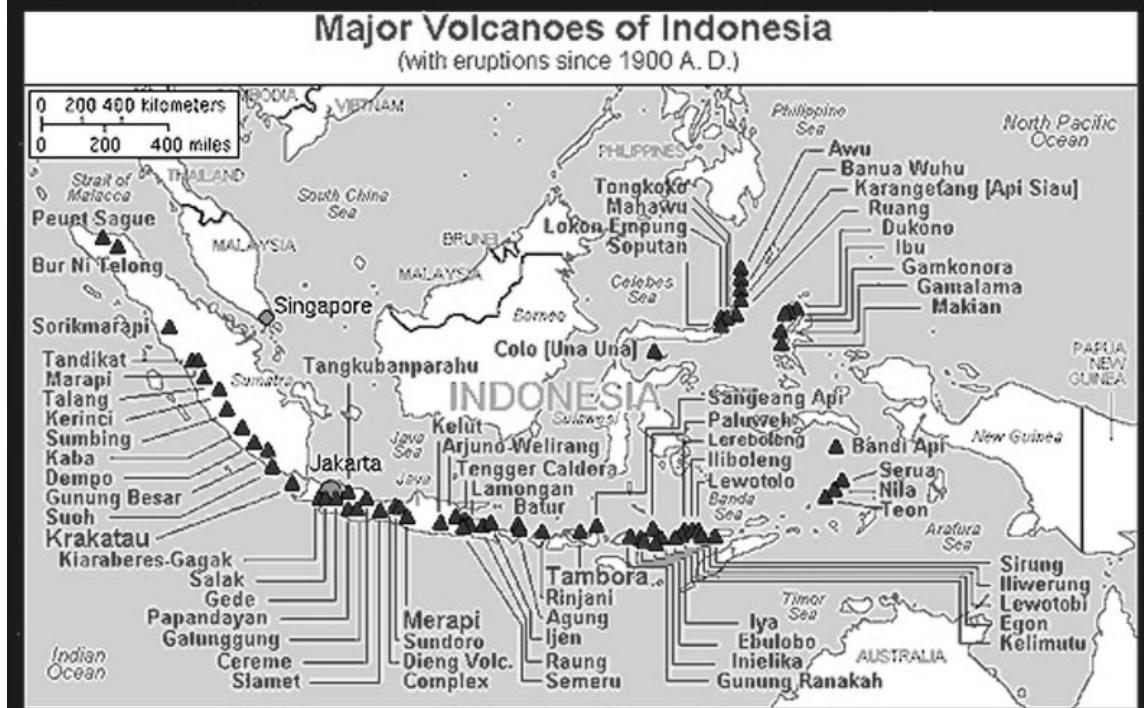 Major Volcanoes of Indonesia
(with eruptions since 1900 A. D.)
0 200 400 kilometers
0 200 400 miles
CAMBODIA
VIETNAM
THAILAND
Strait of
Malacca
South China
Sea
Philippine
Sea
North Pacific
Ocean
PHILIPPINES
MALAYSIA
BRUNEI
MALAYSIA
Singapore
Borneo
Celebes
Sea
Peuet Sague
Bur Ni Telong
Sorikmarapi
Tandikat
Marapi
Talang
Kerinci
Sumbing
Kaba
Dempo
Gunung Besar
Suoh
Krakatau
Kiaraberes-Gagak
Salak
Gede
Papandayan
Galunggung
Cereme
Slamet
Sumatra
Tangkubanparahu
Jakarta
Java
Sea
Java
INDONESIA
Sulawesi
Tongkoko
Mahawu
Lokon Empung
Soputan
Awu
Banua Wuhu
Karangetang [Api Siau]
Ruang
Dukono
Ibu
Gamkonora
Gamalama
Makian
Colo [Una Una]
PAPUA
NEW
GUINEA
New Guinea
Kelut
Arjuno-Welirang
Tengger Caldera
Lamongan
Batur
Sangeang Api
Paluweh
Lereboleng
Iliboleng
Lewotolo
Banda
Sea
Bandi Api
Serua
Nila
Teon
Arafura
Sea
Merapi
Sundoro
Dieng Volc.
Complex
Tambora
Rinjani
Agung
Ijen
Raung
Semeru
Iya
Ebulobo
Inielika
Gunung Ranakah
Sirung
Iliwerung
Lewotobi
Egon
Kelimutu
Timor
Sea
AUSTRALIA
Indian
Ocean